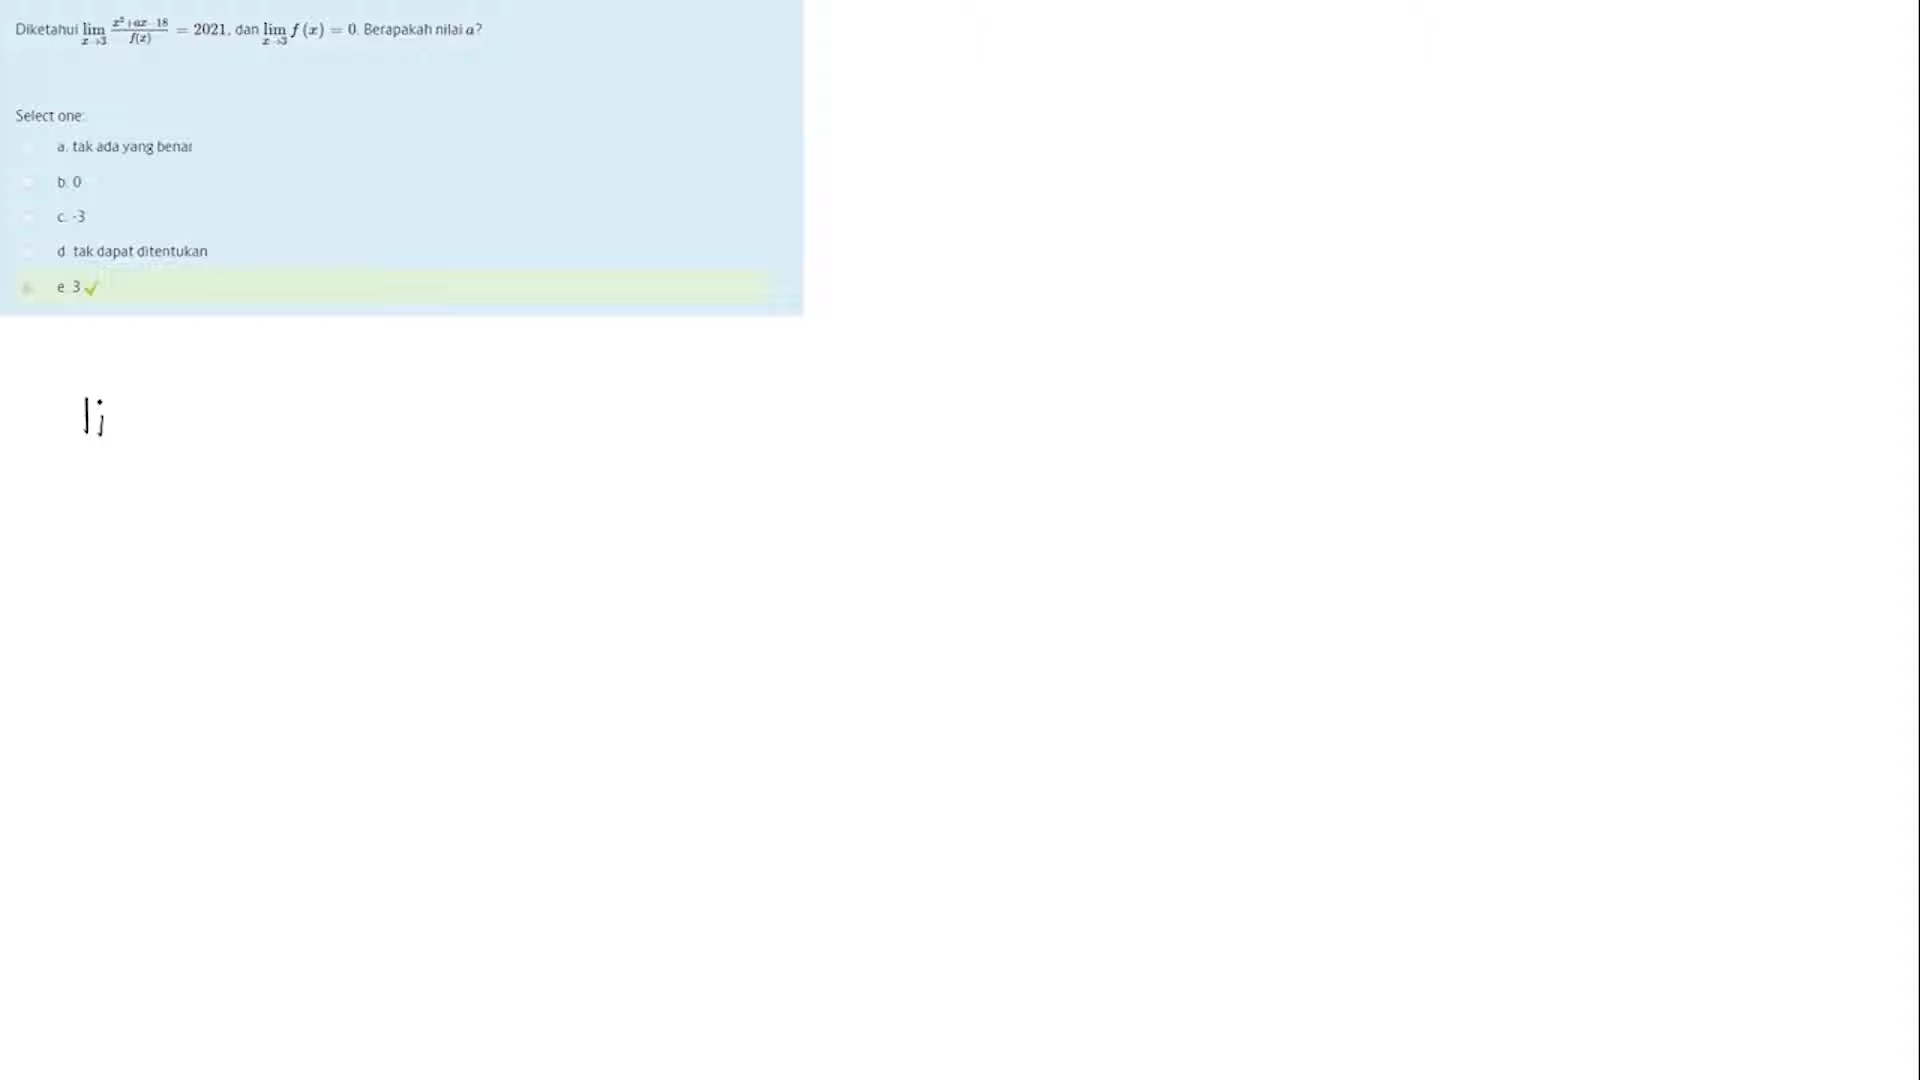 Diketahui lim x→3 x²+ax−18 / f(x) = 2021, dan lim x→3 f (x) = 0. Berapakah nilai a?
Select one:
a. tak ada yang benar
b. 0
c. -3
d. tak dapat ditentukan
e. 3 ✓
li